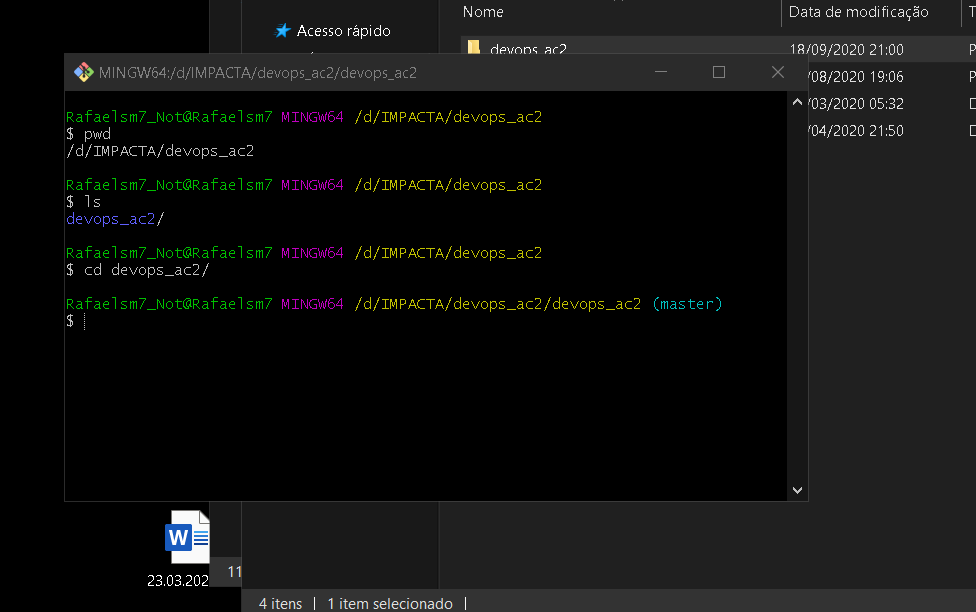 Nome
Data de modificação
Acesso rápido
devops_ac2
18/09/2020 21:00
MINGW64:/d/IMPACTA/devops_ac2/devops_ac2
/08/2020 19:06
/03/2020 05:32
/04/2020 21:50
Rafaelsm7_Not@Rafaelsm7 MINGW64 /d/IMPACTA/devops_ac2
$ pwd
/d/IMPACTA/devops_ac2
Rafaelsm7_Not@Rafaelsm7 MINGW64 /d/IMPACTA/devops_ac2
$ ls
devops_ac2/
Rafaelsm7_Not@Rafaelsm7 MINGW64 /d/IMPACTA/devops_ac2
$ cd devops_ac2/
Rafaelsm7_Not@Rafaelsm7 MINGW64 /d/IMPACTA/devops_ac2/devops_ac2 (master)
$
W
23.03.202
11
4 itens | 1 item selecionado |